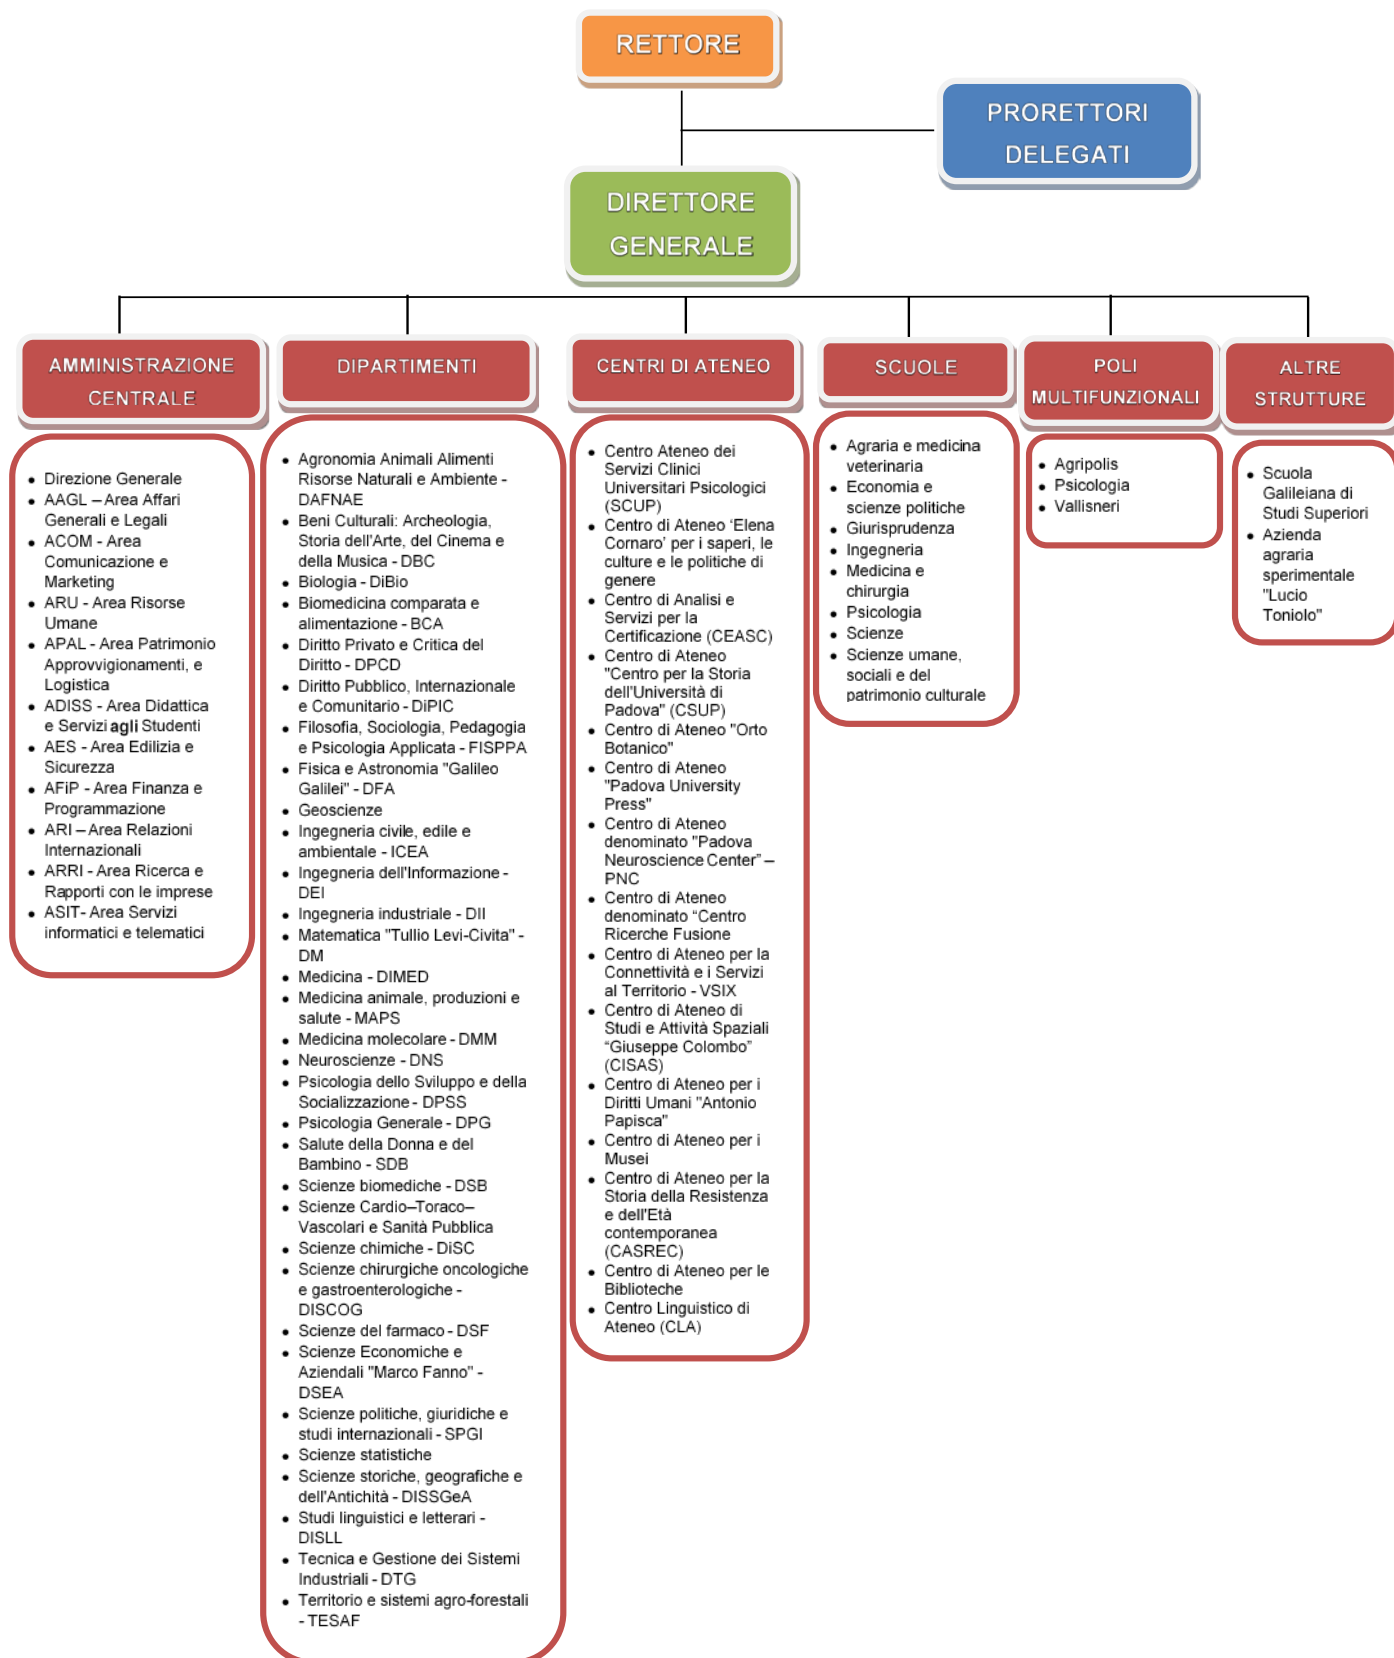 RETTORE
PRORETTORI
DELEGATI
DIRETTORE
GENERALE
AMMINISTRAZIONE
CENTRALE
• Direzione Generale
• AAGL – Area Affari
Generali e Legali
• ACOM - Area
Comunicazione e
Marketing
• ARU - Area Risorse
Umane
• APAL - Area Patrimonio
Approvvigionamenti, e
Logistica
• ADISS - Area Didattica
e Servizi agli Studenti
• AES - Area Edilizia e
Sicurezza
• AFiP - Area Finanza e
Programmazione
• ARI – Area Relazioni
Internazionali
• ARRI - Area Ricerca e
Rapporti con le imprese
• ASIT- Area Servizi
informatici e telematici
DIPARTIMENTI
• Agronomia Animali Alimenti
Risorse Naturali e Ambiente -
DAFNAE
• Beni Culturali: Archeologia,
Storia dell'Arte, del Cinema e
della Musica - DBC
• Biologia - DiBio
• Biomedicina comparata e
alimentazione - BCA
• Diritto Privato e Critica del
Diritto - DPCD
• Diritto Pubblico, Internazionale
e Comunitario - DiPIC
• Filosofia, Sociologia, Pedagogia
e Psicologia Applicata - FISPPA
• Fisica e Astronomia "Galileo
Galilei" - DFA
• Geoscienze
• Ingegneria civile, edile e
ambientale - ICEA
• Ingegneria dell'Informazione -
DEI
• Ingegneria industriale - DII
• Matematica "Tullio Levi-Civita" -
DM
• Medicina - DIMED
• Medicina animale, produzioni e
salute - MAPS
• Medicina molecolare - DMM
• Neuroscienze - DNS
• Psicologia dello Sviluppo e della
Socializzazione - DPSS
• Psicologia Generale - DPG
• Salute della Donna e del
Bambino - SDB
• Scienze biomediche - DSB
• Scienze Cardio–Toraco–
Vascolari e Sanità Pubblica
• Scienze chimiche - DiSC
• Scienze chirurgiche oncologiche
e gastroenterologiche -
DISCOG
• Scienze del farmaco - DSF
• Scienze Economiche e
Aziendali "Marco Fanno" -
DSEA
• Scienze politiche, giuridiche e
studi internazionali - SPGI
• Scienze statistiche
• Scienze storiche, geografiche e
dell'Antichità - DISSGeA
• Studi linguistici e letterari -
DISLL
• Tecnica e Gestione dei Sistemi
Industriali - DTG
• Territorio e sistemi agro-forestali
- TESAF
CENTRI DI ATENEO
• Centro Ateneo dei
Servizi Clinici
Universitari Psicologici
(SCUP)
• Centro di Ateneo ‘Elena
Cornaro’ per i saperi, le
culture e le politiche di
genere
• Centro di Analisi e
Servizi per la
Certificazione (CEASC)
• Centro di Ateneo
"Centro per la Storia
dell'Università di
Padova" (CSUP)
• Centro di Ateneo "Orto
Botanico"
• Centro di Ateneo
"Padova University
Press"
• Centro di Ateneo
denominato "Padova
Neuroscience Center” –
PNC
• Centro di Ateneo
denominato “Centro
Ricerche Fusione
• Centro di Ateneo per la
Connettività e i Servizi
al Territorio - VSIX
• Centro di Ateneo di
Studi e Attività Spaziali
“Giuseppe Colombo”
(CISAS)
• Centro di Ateneo per i
Diritti Umani "Antonio
Papisca"
• Centro di Ateneo per i
Musei
• Centro di Ateneo per la
Storia della Resistenza
e dell'Età
contemporanea
(CASREC)
• Centro di Ateneo per le
Biblioteche
• Centro Linguistico di
Ateneo (CLA)
SCUOLE
• Agraria e medicina
veterinaria
• Economia e
scienze politiche
• Giurisprudenza
• Ingegneria
• Medicina e
chirurgia
• Psicologia
• Scienze
• Scienze umane,
sociali e del
patrimonio culturale
POLI
MULTIFUNZIONALI
• Agripolis
• Psicologia
• Vallisneri
ALTRE
STRUTTURE
• Scuola
Galileiana di
Studi Superiori
• Azienda
agraria
sperimentale
"Lucio
Toniolo"